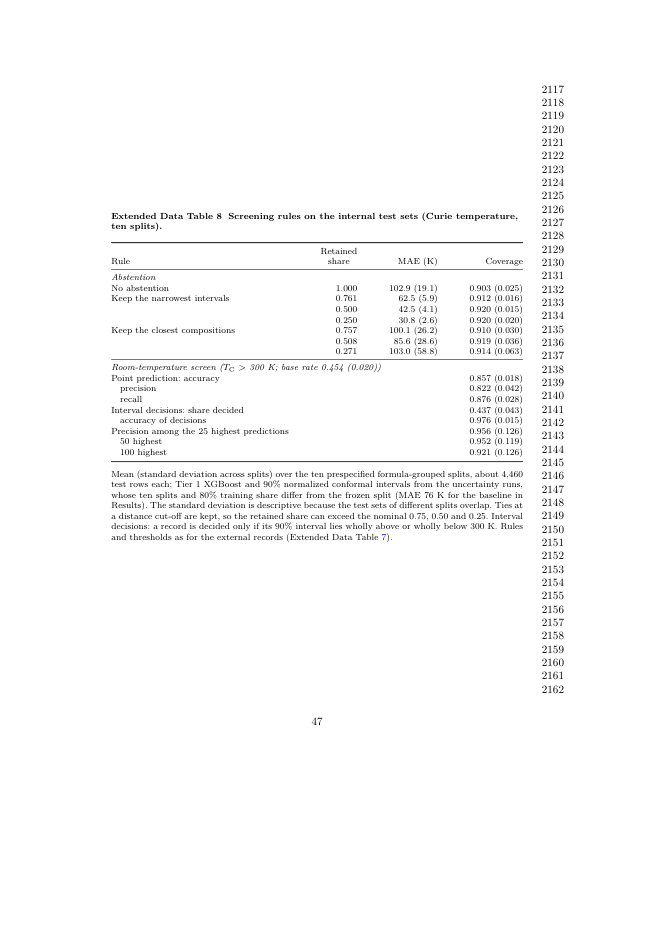 Extended Data Table 8 Screening rules on the internal test sets (Curie temperature,
ten splits).
Retained
Rule share MAE (K) Coverage
Abstention
No abstention 1.000 102.9 (19.1) 0.903 (0.025)
Keep the narrowest intervals 0.761 62.5 (5.9) 0.912 (0.016)
0.500 42.5 (4.1) 0.920 (0.015)
0.250 30.8 (2.6) 0.920 (0.020)
Keep the closest compositions 0.757 100.1 (26.2) 0.910 (0.030)
0.508 85.6 (28.6) 0.919 (0.036)
0.271 103.0 (58.8) 0.914 (0.063)
Room-temperature screen (TC > 300 K; base rate 0.454 (0.020))
Point prediction: accuracy 0.857 (0.018)
precision 0.822 (0.042)
recall 0.876 (0.028)
Interval decisions: share decided 0.437 (0.043)
accuracy of decisions 0.976 (0.015)
Precision among the 25 highest predictions 0.956 (0.126)
50 highest 0.952 (0.119)
100 highest 0.921 (0.126)
Mean (standard deviation across splits) over the ten prespecified formula-grouped splits, about 4,460
test rows each; Tier 1 XGBoost and 90% normalized conformal intervals from the uncertainty runs,
whose ten splits and 80% training share differ from the frozen split (MAE 76 K for the baseline in
Results). The standard deviation is descriptive because the test sets of different splits overlap. Ties at
a distance cut-off are kept, so the retained share can exceed the nominal 0.75, 0.50 and 0.25. Interval
decisions: a record is decided only if its 90% interval lies wholly above or wholly below 300 K. Rules
and thresholds as for the external records (Extended Data Table 7).
47
2117
2118
2119
2120
2121
2122
2123
2124
2125
2126
2127
2128
2129
2130
2131
2132
2133
2134
2135
2136
2137
2138
2139
2140
2141
2142
2143
2144
2145
2146
2147
2148
2149
2150
2151
2152
2153
2154
2155
2156
2157
2158
2159
2160
2161
2162